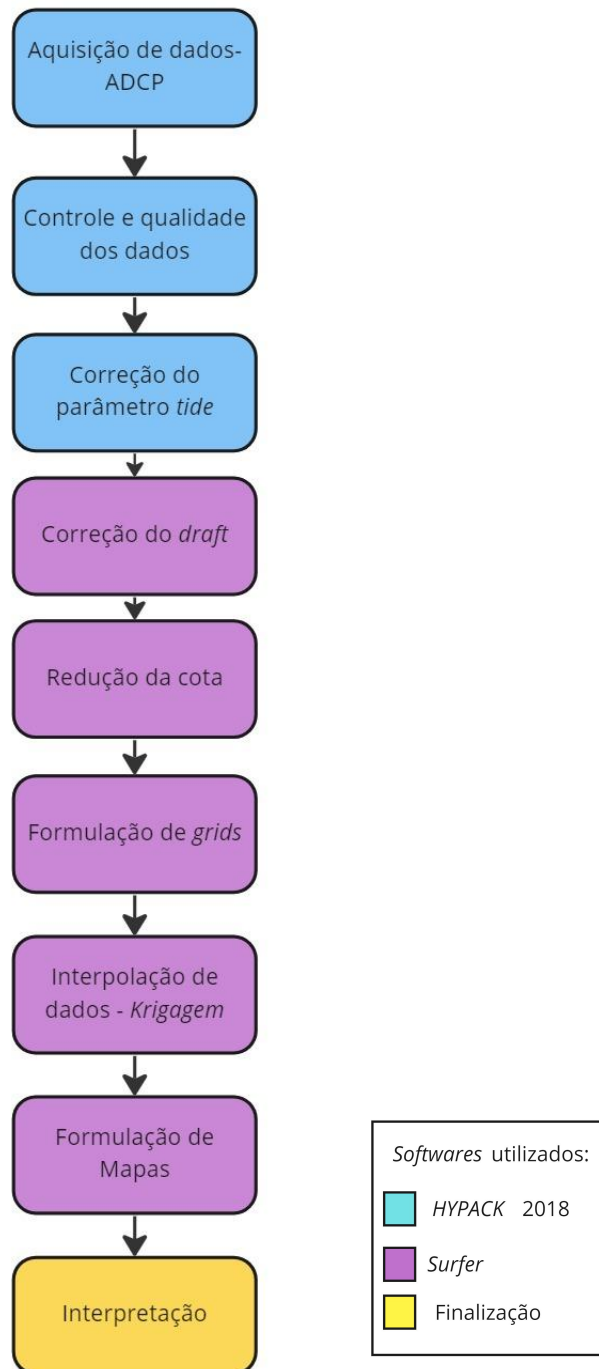 Aquisição de dados-
ADCP
Controle e qualidade
dos dados
Correção do
parâmetro tide
Correção do draft
Redução da cota
Formulação de grids
Interpolação de
dados - Krigagem
Formulação de
Mapas
Interpretação
Softwares utilizados:
HYPACK 2018
Surfer
Finalização